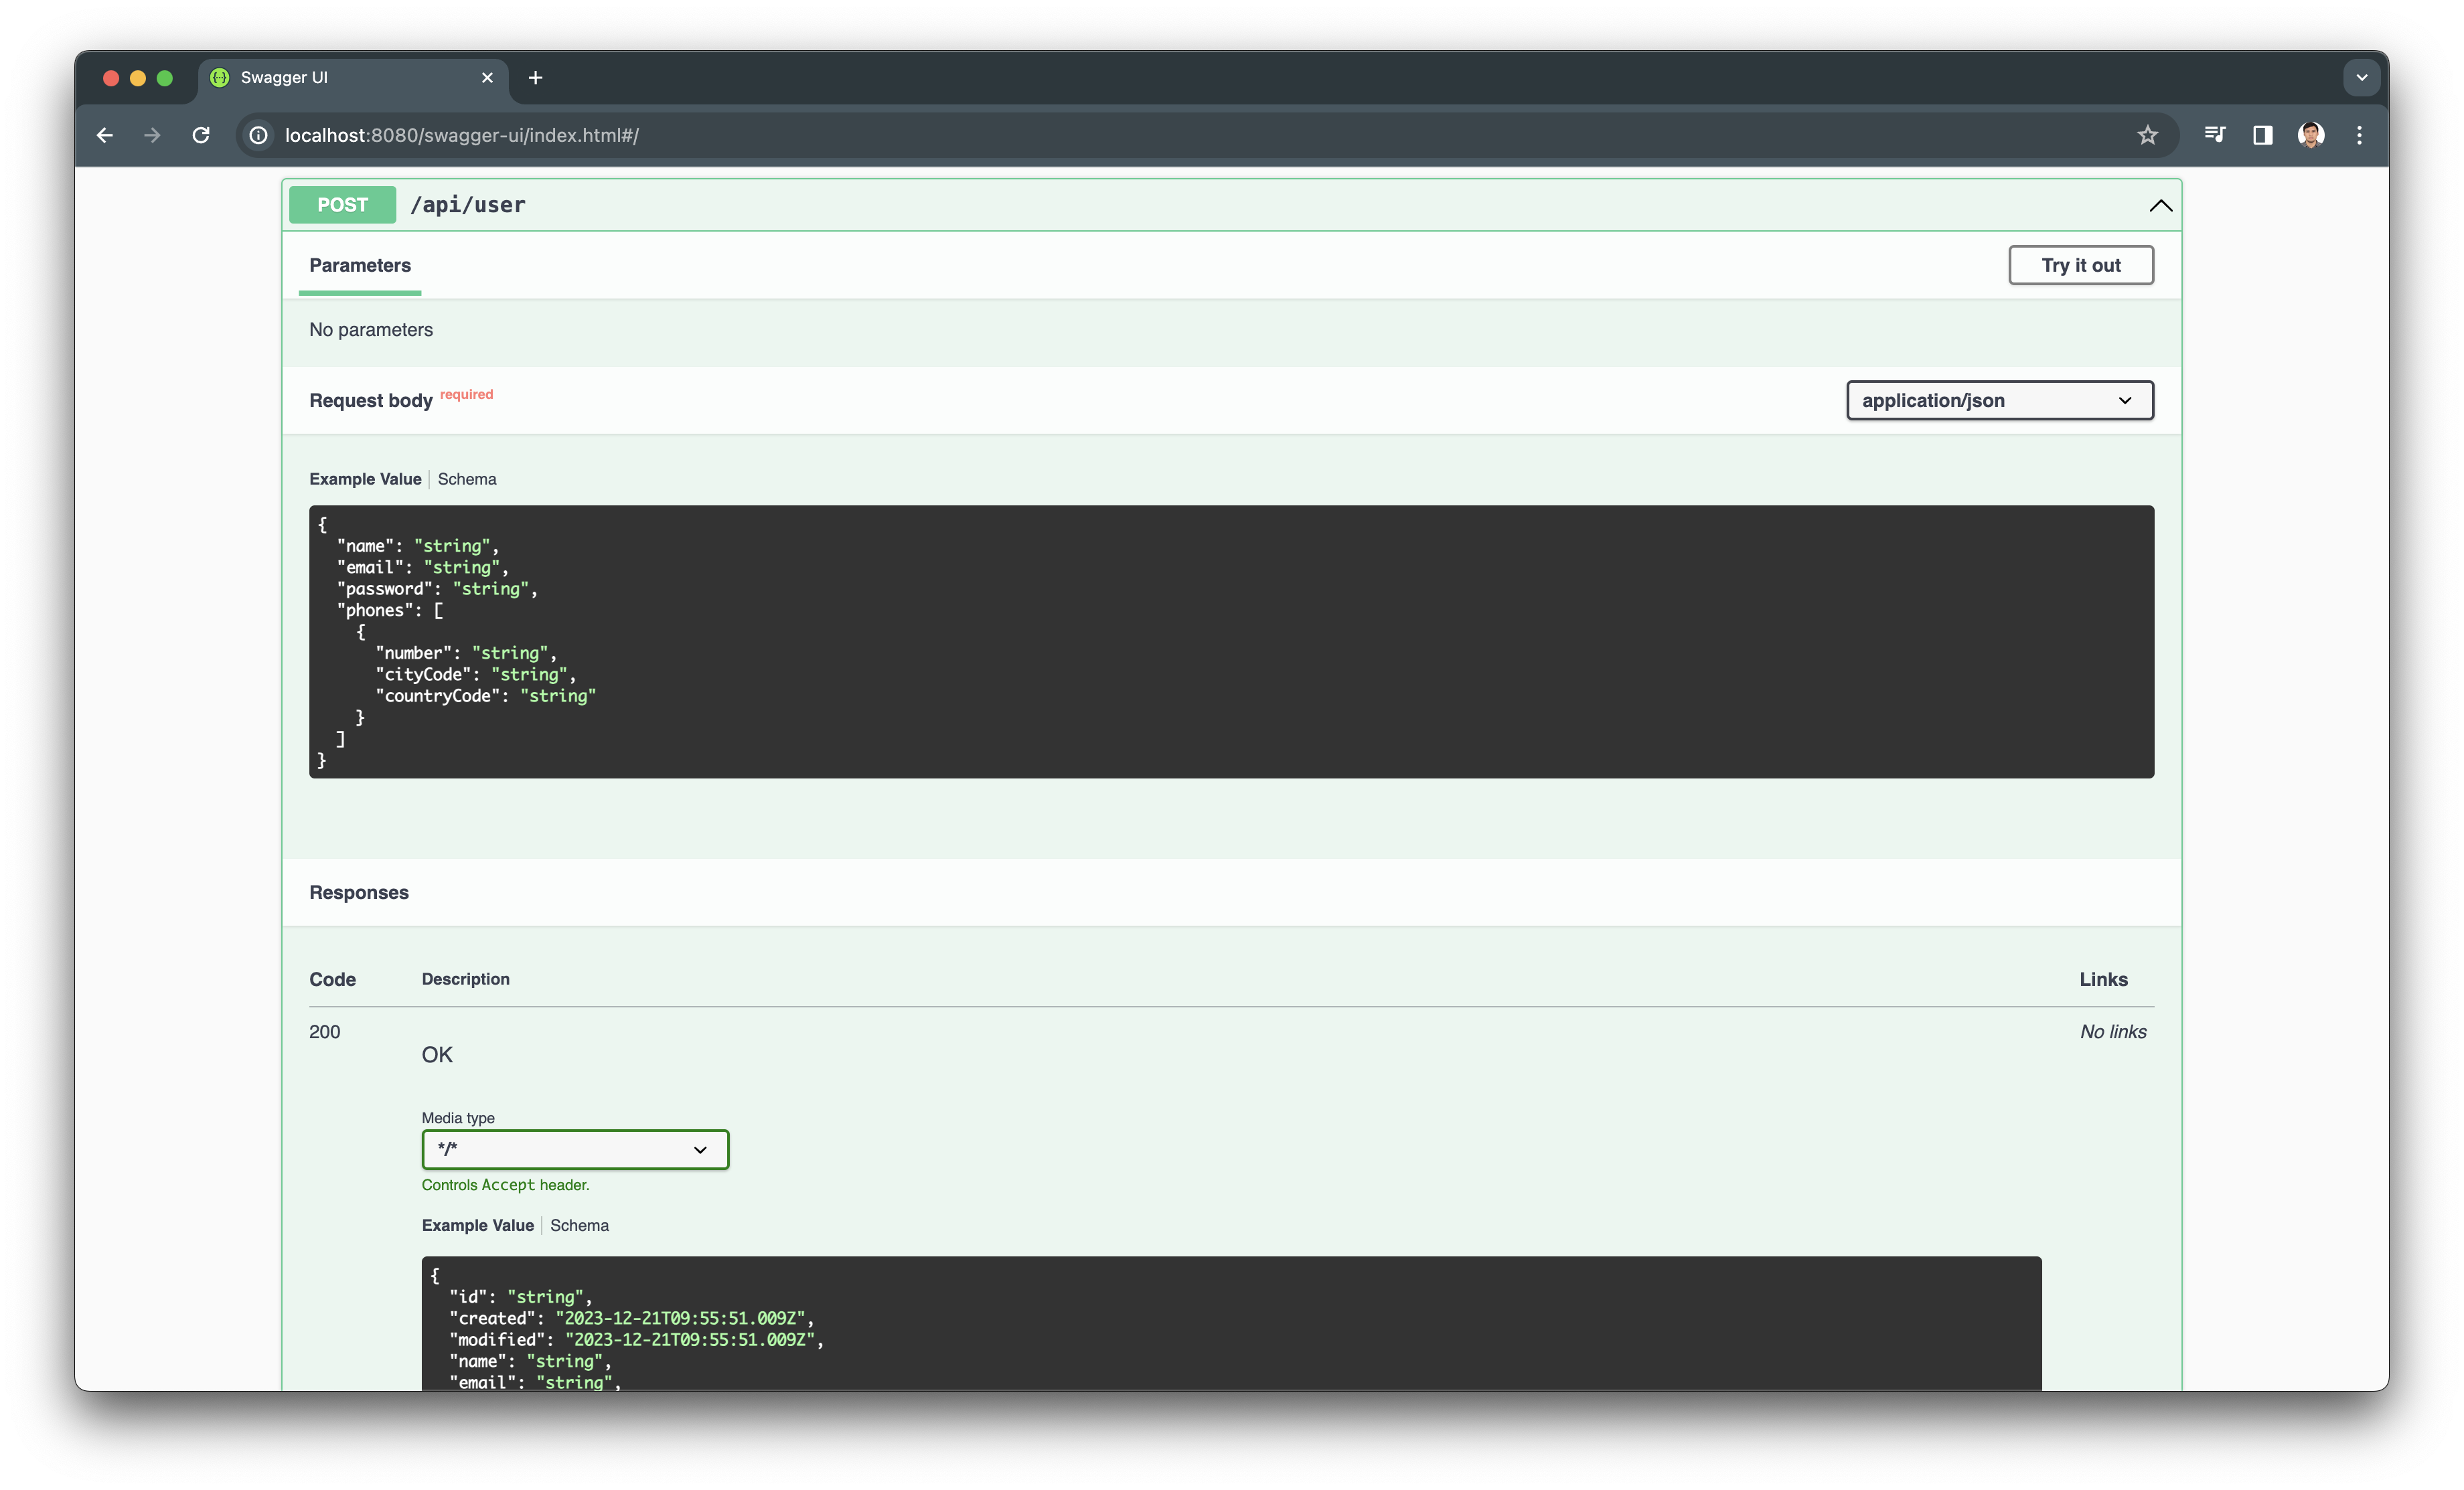 Swagger UI
localhost:8080/swagger-ui/index.html#/
POST /api/user
Parameters
Try it out
No parameters
Request body required
application/json
Example Value Schema
{
  "name": "string",
  "email": "string",
  "password": "string",
  "phones": [
    {
      "number": "string",
      "cityCode": "string",
      "countryCode": "string"
    }
  ]
}
Responses
Code Description Links
200 No links
OK
Media type
*/*
Controls Accept header.
Example Value Schema
{
  "id": "string",
  "created": "2023-12-21T09:55:51.009Z",
  "modified": "2023-12-21T09:55:51.009Z",
  "name": "string",
  "email": "string",